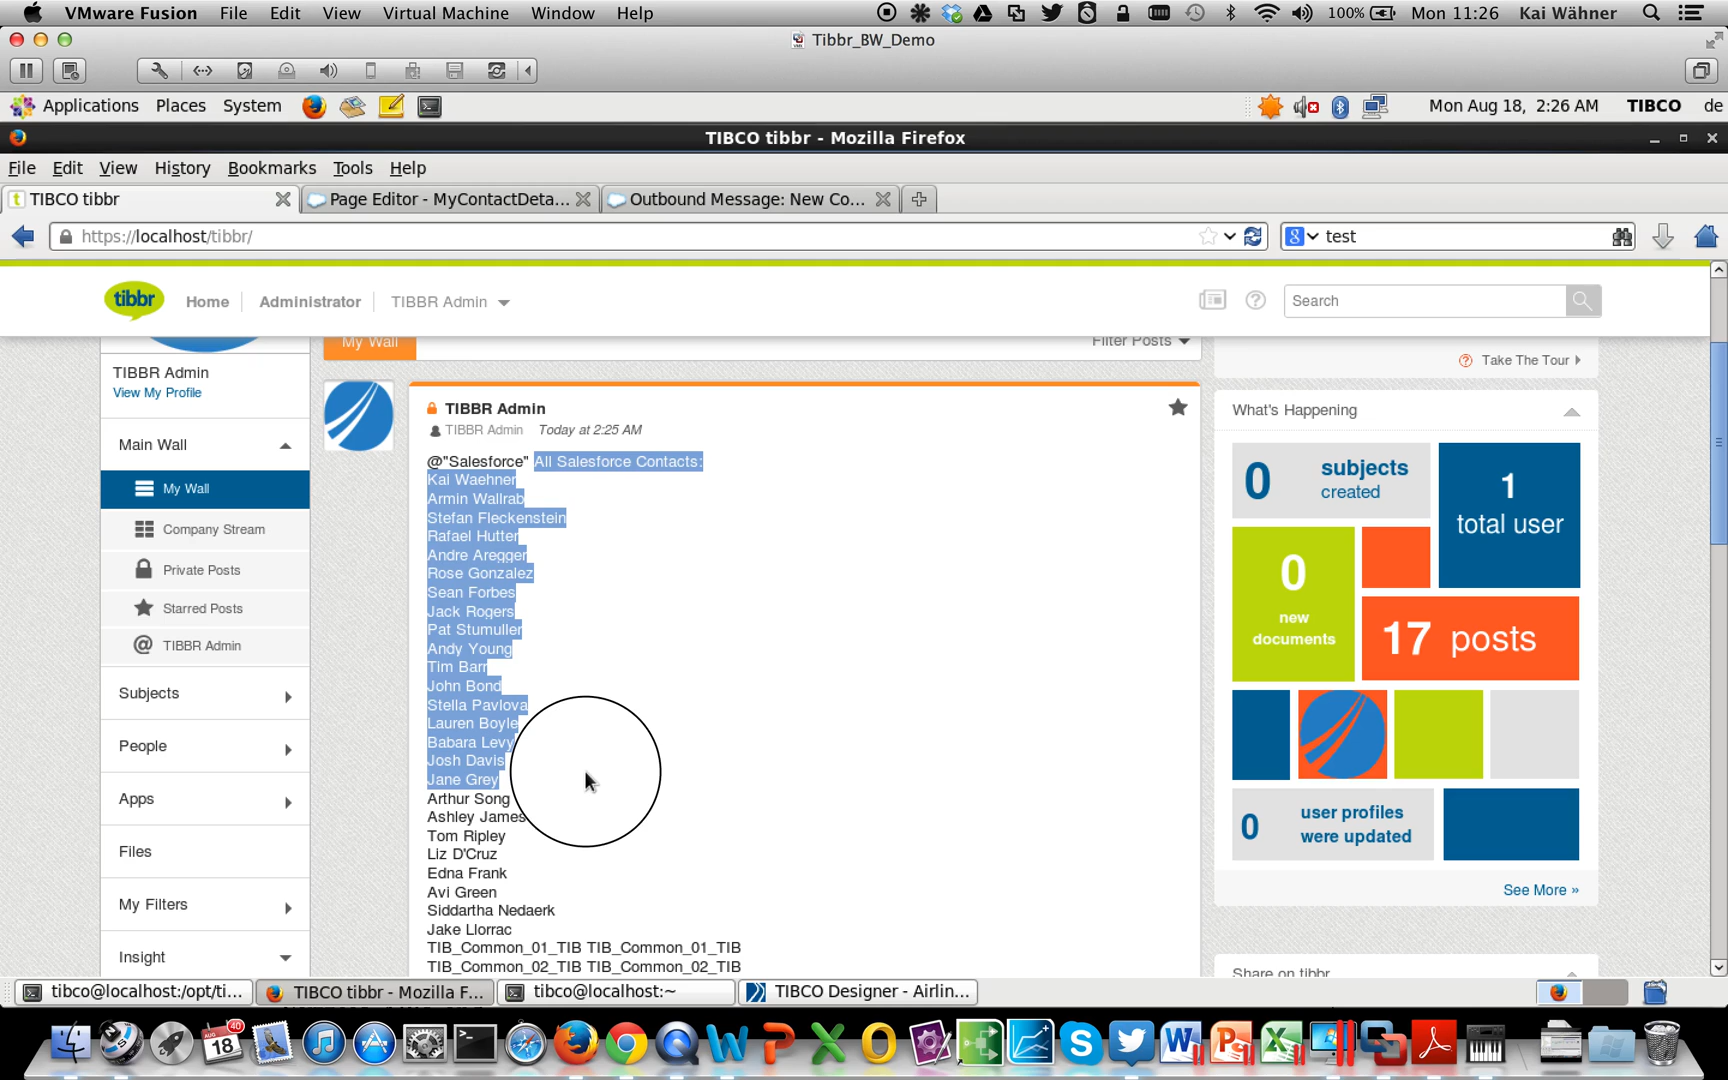 VMware Fusion File Edit View Virtual Machine Window Help 100% Mon 11:26 Kai Wähner
Tibbr_BW_Demo
Applications Places System Mon Aug 18, 2:26 AM TIBCO de
TIBCO tibbr - Mozilla Firefox
File Edit View History Bookmarks Tools Help
t TIBCO tibbr Page Editor - MyContactDeta... Outbound Message: New Co...
https://localhost/tibbr/ 8 test
tibbr Home Administrator TIBBR Admin Search
My Wall Filter Posts
Take The Tour
TIBBR Admin
View My Profile
Main Wall
My Wall
Company Stream
Private Posts
Starred Posts
@ TIBBR Admin
Subjects
People
Apps
Files
My Filters
Insight
TIBBR Admin
TIBBR Admin Today at 2:25 AM
@"Salesforce" All Salesforce Contacts:
Kai Waehner
Armin Wallrab
Stefan Fleckenstein
Rafael Hutter
Andre Aregger
Rose Gonzalez
Sean Forbes
Jack Rogers
Pat Stumuller
Andy Young
Tim Barr
John Bond
Stella Pavlova
Lauren Boyle
Babara Levy
Josh Davis
Jane Grey
Arthur Song
Ashley James
Tom Ripley
Liz D'Cruz
Edna Frank
Avi Green
Siddartha Nedaerk
Jake Llorrac
TIB_Common_01_TIB TIB_Common_01_TIB
TIB_Common_02_TIB TIB_Common_02_TIB
What's Happening
0 subjects
created
1
total user
0
new
documents
17 posts
0 user profiles
were updated
See More »
Share on tibbr
tibco@localhost:/opt/ti... TIBCO tibbr - Mozilla F... tibco@localhost:~ TIBCO Designer - Airlin...
40
18